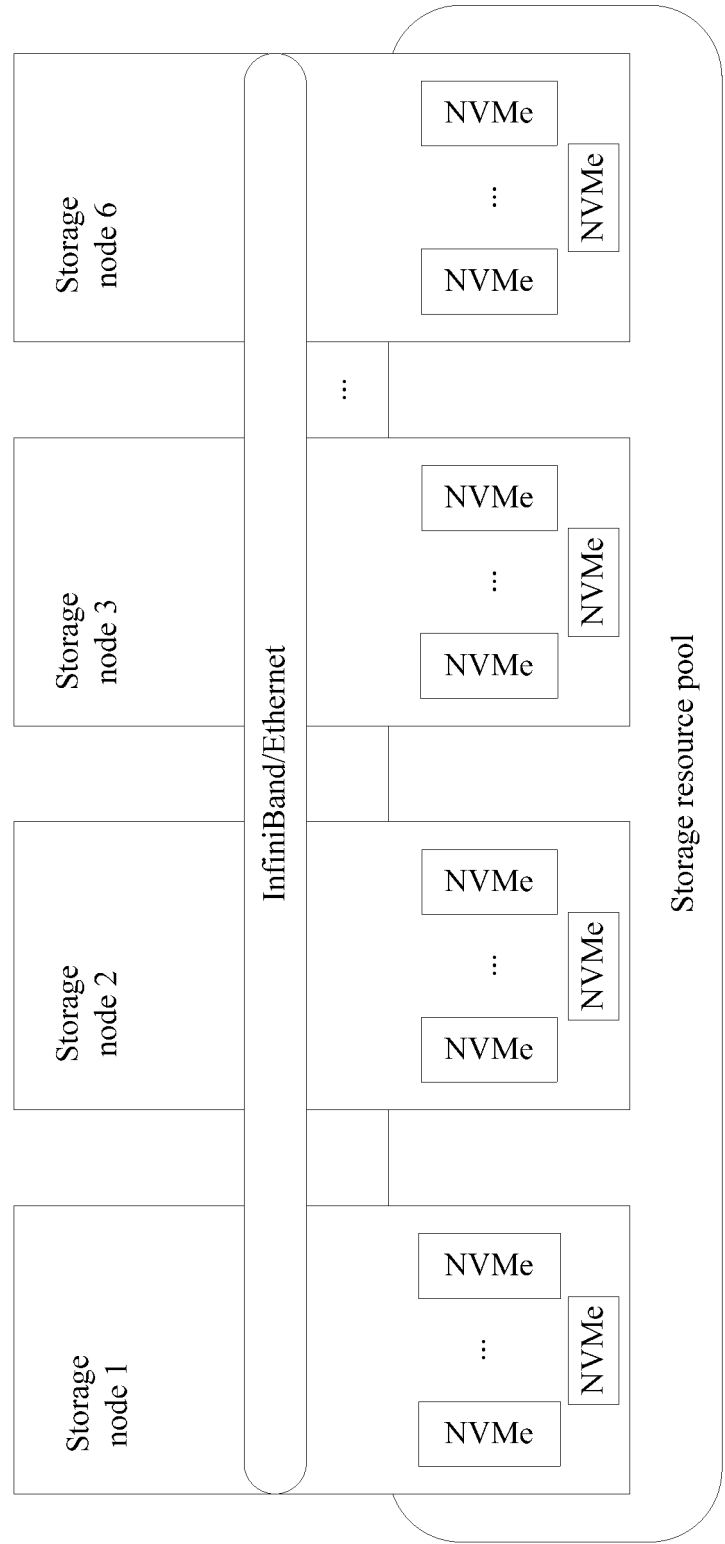 Storage
node 1
Storage
node 2
Storage
node 3
Storage
node 6
InfiniBand/Ethernet
...
NVMe
...
NVMe
NVMe
NVMe
...
NVMe
NVMe
NVMe
...
NVMe
NVMe
NVMe
...
NVMe
NVMe
Storage resource pool